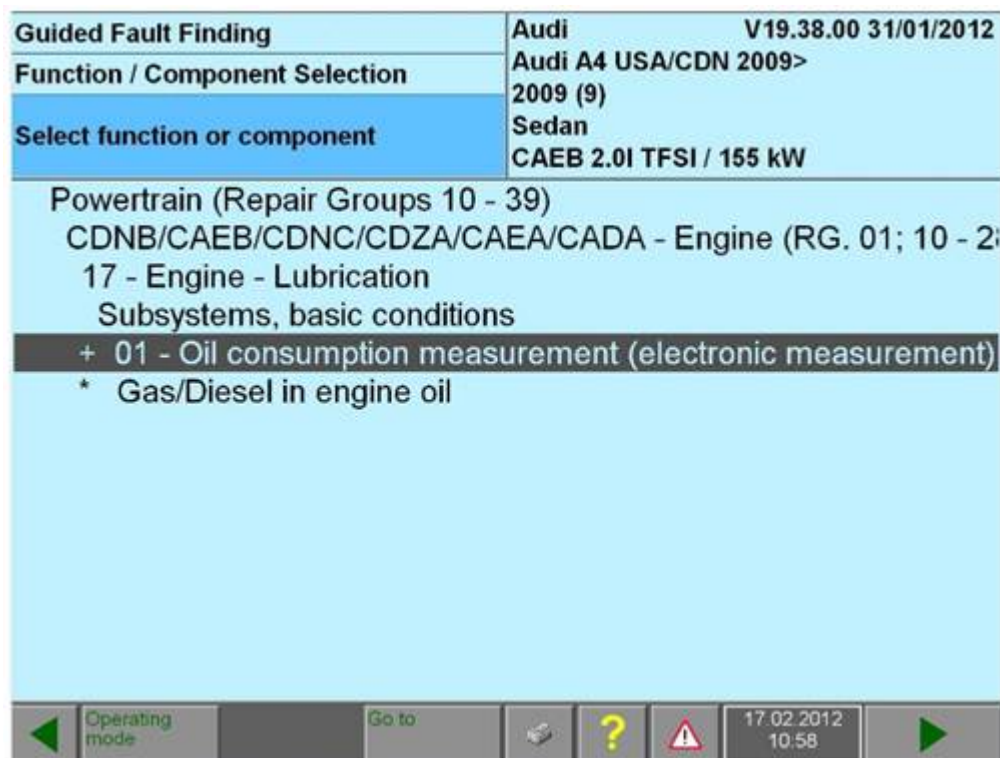 Guided Fault Finding
Function / Component Selection
Select function or component
Audi V19.38.00 31/01/2012
Audi A4 USA/CDN 2009>
2009 (9)
Sedan
CAEB 2.0l TFSI / 155 kW
Powertrain (Repair Groups 10 - 39)
CDNB/CAEB/CDNC/CDZA/CAEA/CADA - Engine (RG. 01; 10 -
17 - Engine - Lubrication
Subsystems, basic conditions
+ 01 - Oil consumption measurement (electronic measurement)
* Gas/Diesel in engine oil
Operating
mode
Go to
?
17.02.2012
10:58